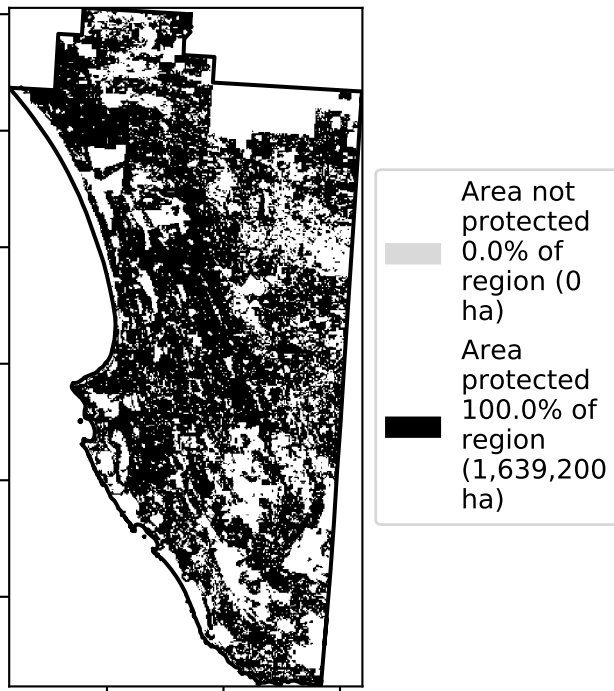 Area not
protected
0.0% of
region (0
ha)
Area
protected
100.0% of
region
(1,639,200
ha)